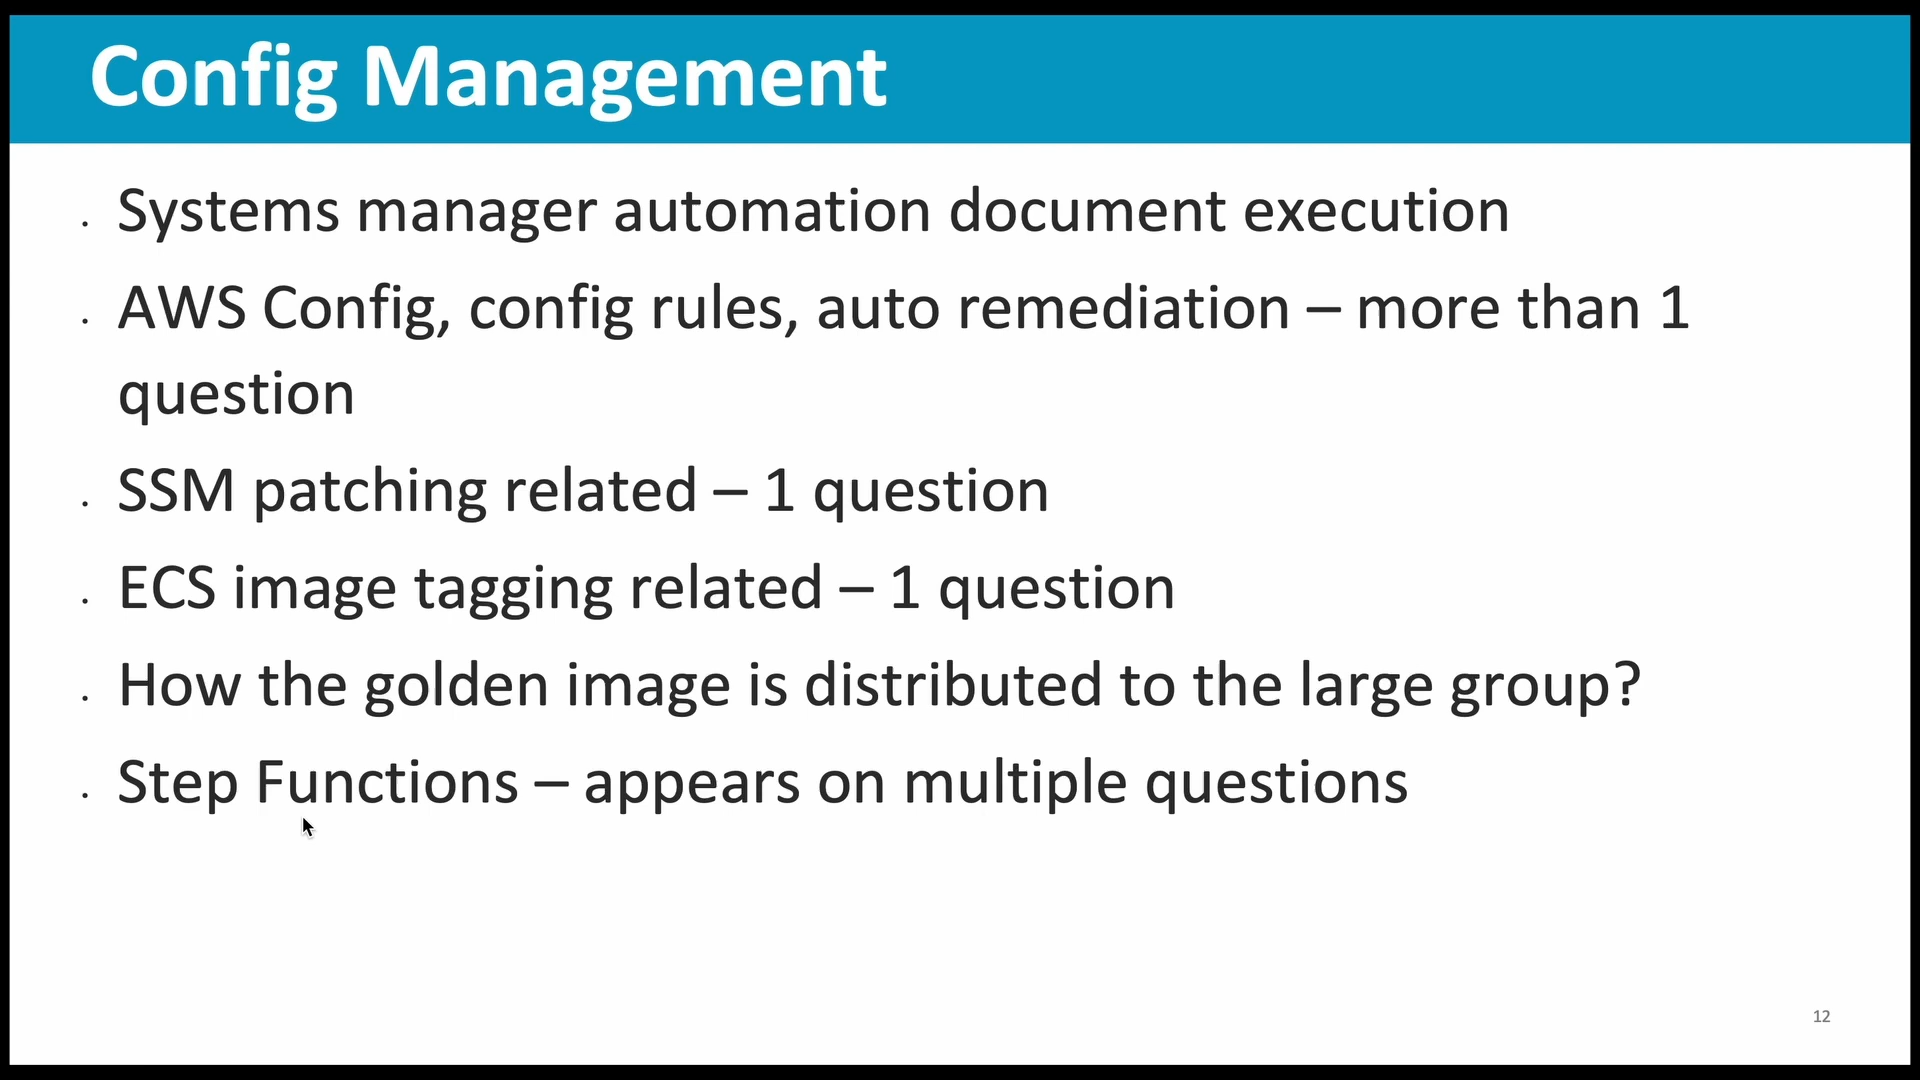 Config Management
. Systems manager automation document execution
. AWS Config, config rules, auto remediation – more than 1
question
. SSM patching related – 1 question
. ECS image tagging related – 1 question
. How the golden image is distributed to the large group?
. Step Functions – appears on multiple questions
12